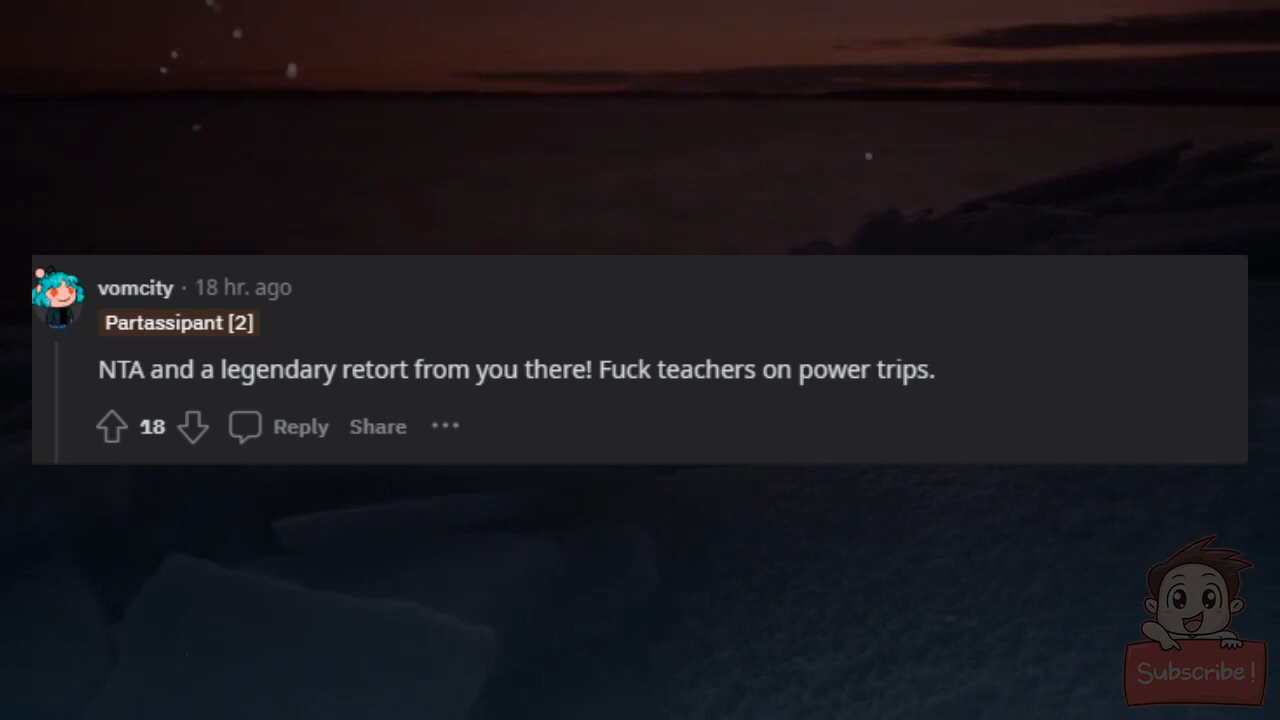 vomcity · 18 hr. ago
Partassipant [2]
NTA and a legendary retort from you there! Fuck teachers on power trips.
18 Reply Share ···
Subscribe!